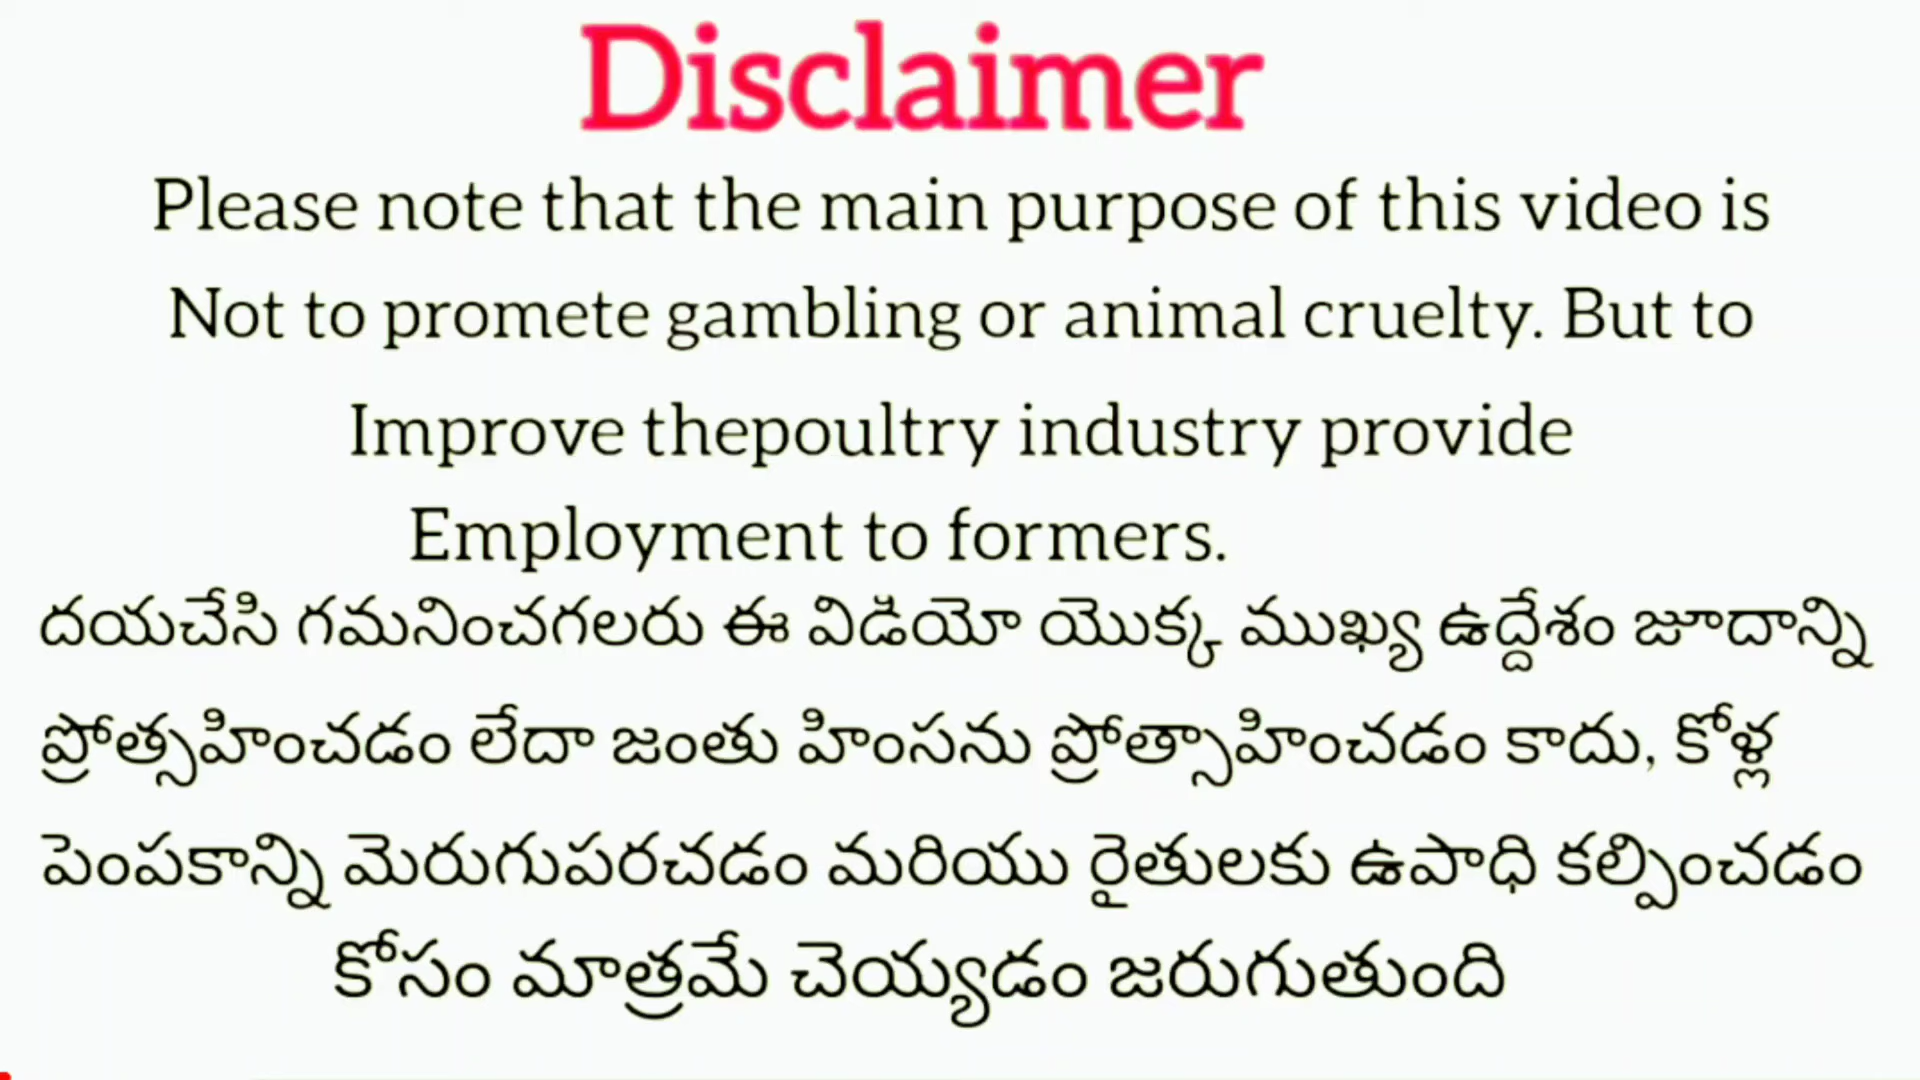 Disclaimer
Please note that the main purpose of this video is
Not to promete gambling or animal cruelty. But to
Improve thepoultry industry provide
Employment to formers.
దయచేసి గమనించగలరు ఈ విడియో యొక్క ముఖ్య ఉద్దేశం జూదాన్ని
ప్రోత్సహించడం లేదా జంతు హింసను ప్రోత్సాహించడం కాదు, కోళ్ల
పెంపకాన్ని మెరుగుపరచడం మరియు రైతులకు ఉపాధి కల్పించడం
కోసం మాత్రమే చెయ్యడం జరుగుతుంది